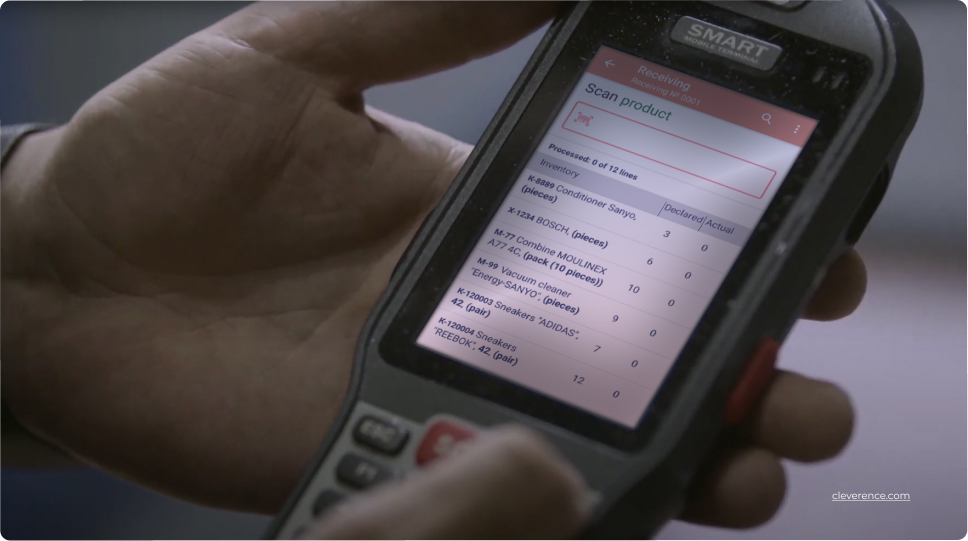 SMART
MOBILE TERMINAL
Receiving
Receiving № 0001
Scan product
Processed: 0 of 12 lines
Inventory Declared Actual
K-8889 Conditioner Sanyo, 3 0
(pieces)
X-1234 BOSCH, (pieces) 6 0
M-77 Combine MOULINEX 10 0
A77 4C, (pack (10 pieces))
M-99 Vacuum cleaner 9 0
"Energy-SANYO", (pieces)
K-120003 Sneakers "ADIDAS", 7 0
42, (pair)
K-120004 Sneakers 12 0
"REEBOK", 42, (pair)
ESC
F1
cleverence.com